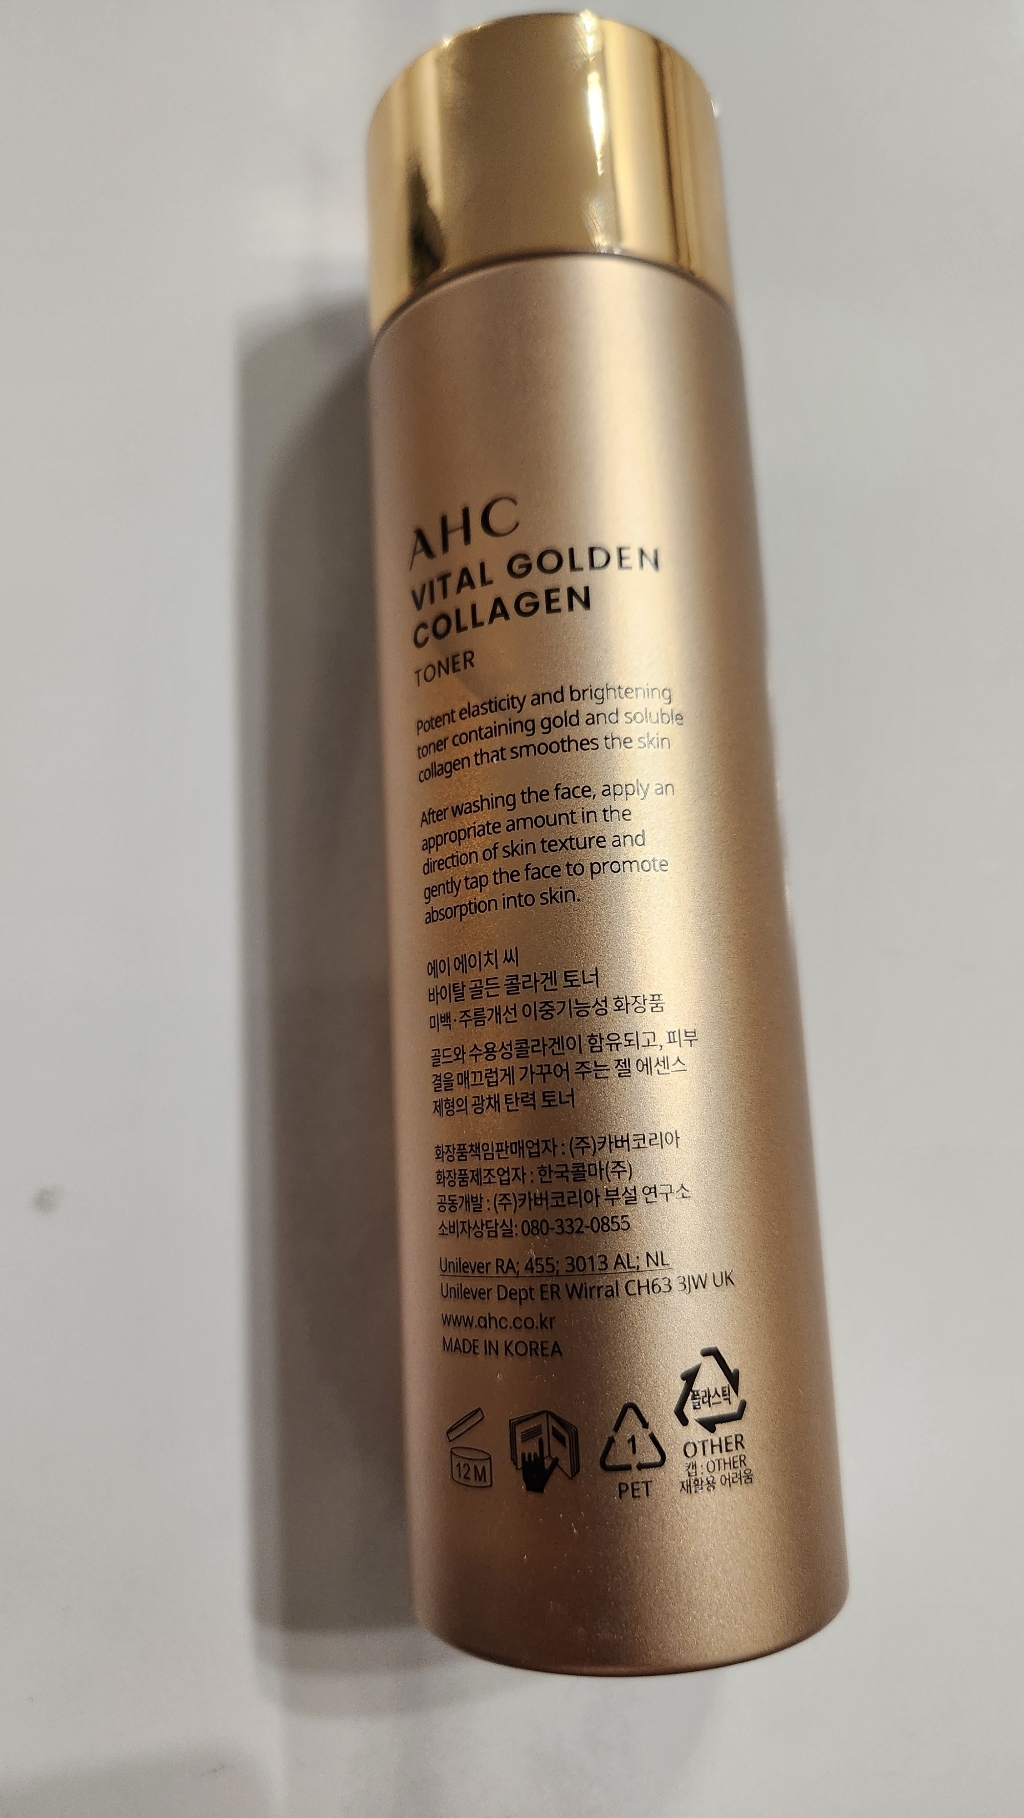 AHC
VITAL GOLDEN
COLLAGEN
TONER
Potent elasticity and brightening
toner containing gold and soluble
collagen that smoothes the skin
After washing the face, apply an
appropriate amount in the
direction of skin texture and
gently tap the face to promote
absorption into skin.
에이 에이치 씨
바이탈 골든 콜라겐 토너
미백·주름개선 이중기능성 화장품
골드와 수용성콜라겐이 함유되고, 피부
결을 매끄럽게 가꾸어 주는 젤 에센스
제형의 광채 탄력 토너
화장품책임판매업자 : (주)카버코리아
화장품제조업자 : 한국콜마(주)
공동개발 : (주)카버코리아 부설 연구소
소비자상담실: 080-332-0855
Unilever RA; 455; 3013 AL; NL
Unilever Dept ER Wirral CH63 3JW UK
www.ahc.co.kr
MADE IN KOREA
12M
1
PET
플라스틱
OTHER
캡 : OTHER
재활용 어려움